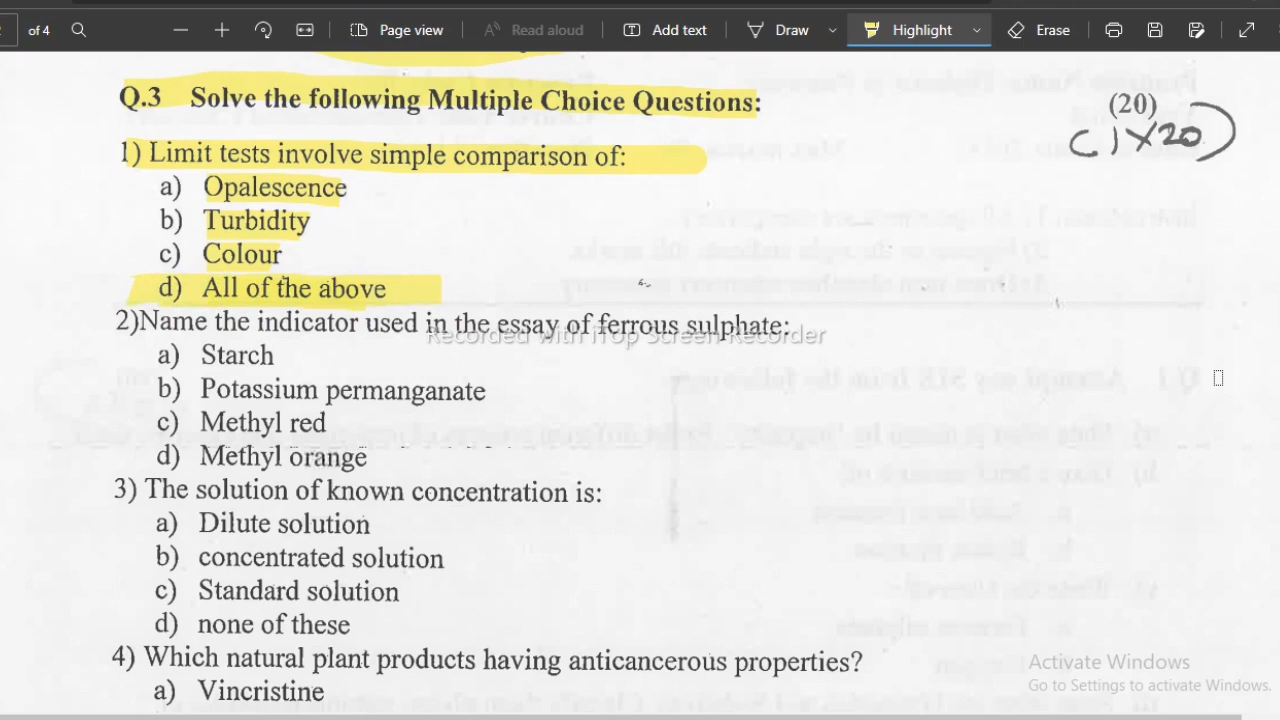 of 4 Page view Read aloud Add text Draw Highlight Erase
Q.3 Solve the following Multiple Choice Questions:
(20)
(1×20)
1) Limit tests involve simple comparison of:
a) Opalescence
b) Turbidity
c) Colour
d) All of the above
2)Name the indicator used in the essay of ferrous sulphate:
Recorded with iTop Screen Recorder
a) Starch
b) Potassium permanganate
c) Methyl red
d) Methyl orange
3) The solution of known concentration is:
a) Dilute solution
b) concentrated solution
c) Standard solution
d) none of these
4) Which natural plant products having anticancerous properties?
a) Vincristine
Activate Windows
Go to Settings to activate Windows.